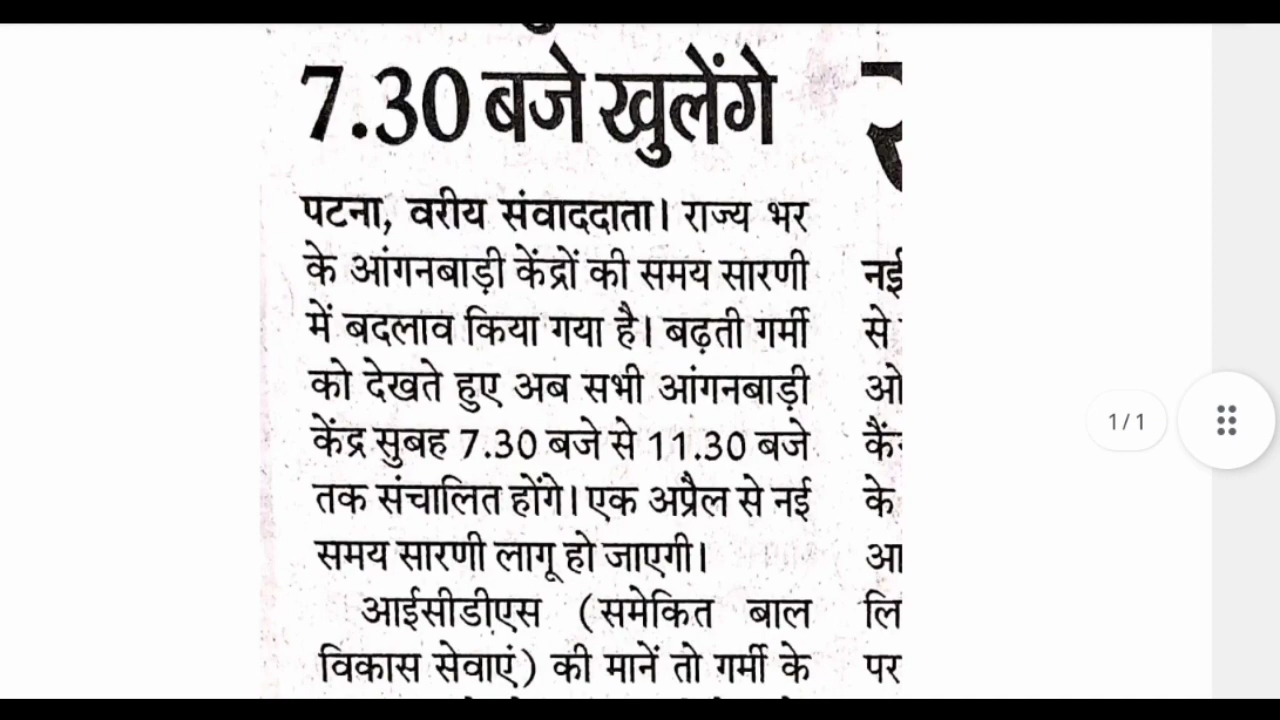 7.30 बजे खुलेंगे
पटना, वरीय संवाददाता। राज्य भर
के आंगनबाड़ी केंद्रों की समय सारणी
में बदलाव किया गया है। बढ़ती गर्मी
को देखते हुए अब सभी आंगनबाड़ी
केंद्र सुबह 7.30 बजे से 11.30 बजे
तक संचालित होंगे। एक अप्रैल से नई
समय सारणी लागू हो जाएगी।
आईसीडीएस (समेकित बाल
विकास सेवाएं) की मानें तो गर्मी के
नई
से
ओ
के
आ
लि
पर
1/1